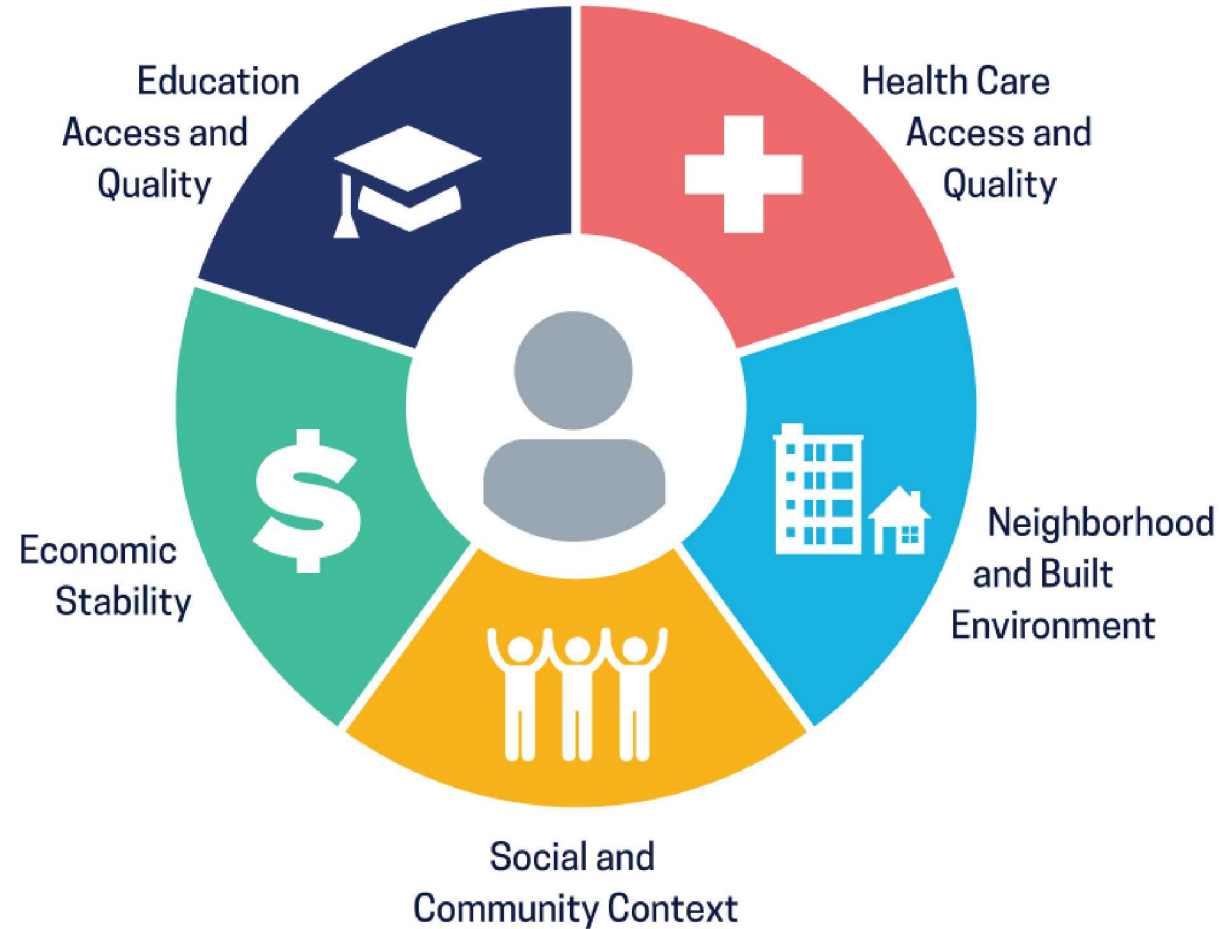 Education
Access and
Quality
Health Care
Access and
Quality
Economic
Stability
Neighborhood
and Built
Environment
Social and
Community Context